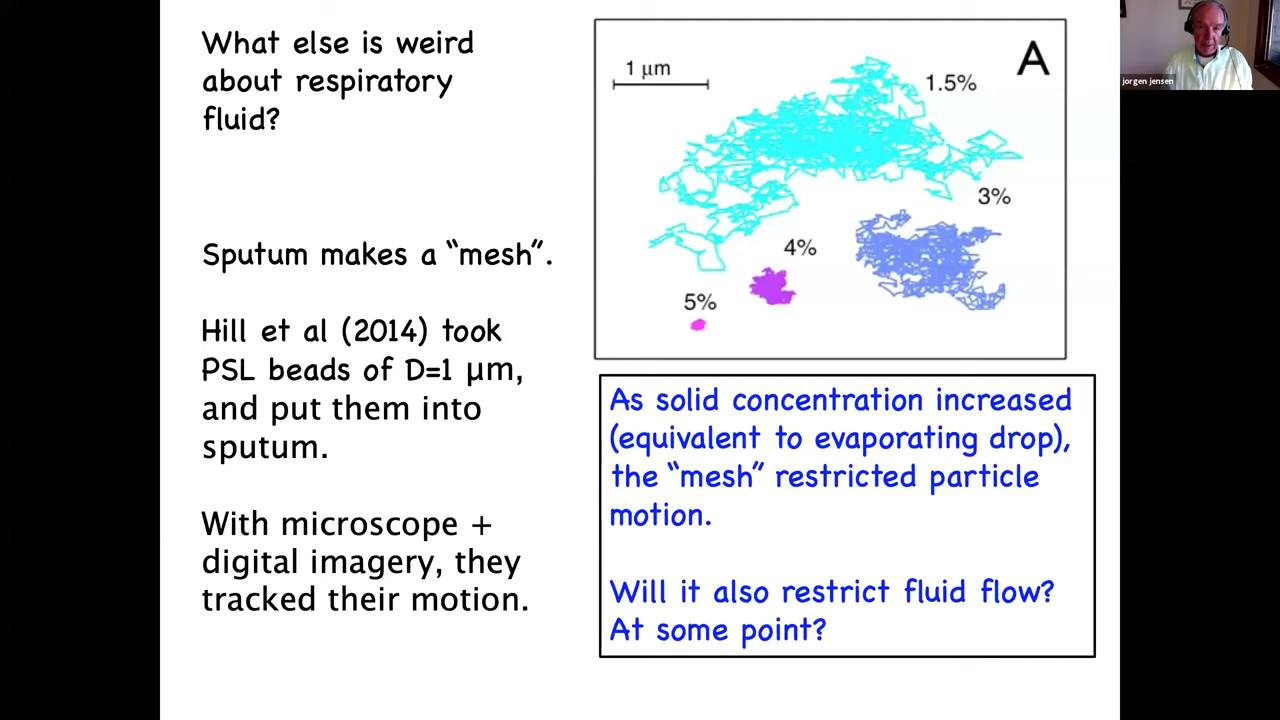 What else is weird
about respiratory
fluid?
Sputum makes a “mesh”.
Hill et al (2014) took
PSL beads of D=1 μm,
and put them into
sputum.
With microscope +
digital imagery, they
tracked their motion.
A
1 μm
1.5%
3%
4%
5%
As solid concentration increased
(equivalent to evaporating drop),
the “mesh” restricted particle
motion.
Will it also restrict fluid flow?
At some point?
jorgen jensen